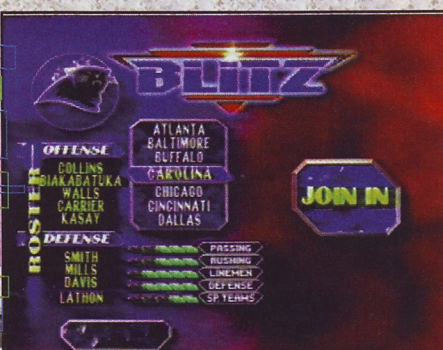 BLITZ
ROSTER
OFFENSE
COLLINS
BIAKABATUKA
WALLS
CARRIER
KASAY
DEFENSE
SMITH
MILLS
DAVIS
LATHON
ATLANTA
BALTIMORE
BUFFALO
CAROLINA
CHICAGO
CINCINNATI
DALLAS
PASSING
RUSHING
LINEMEN
DEFENSE
SP.TEAMS
JOIN IN